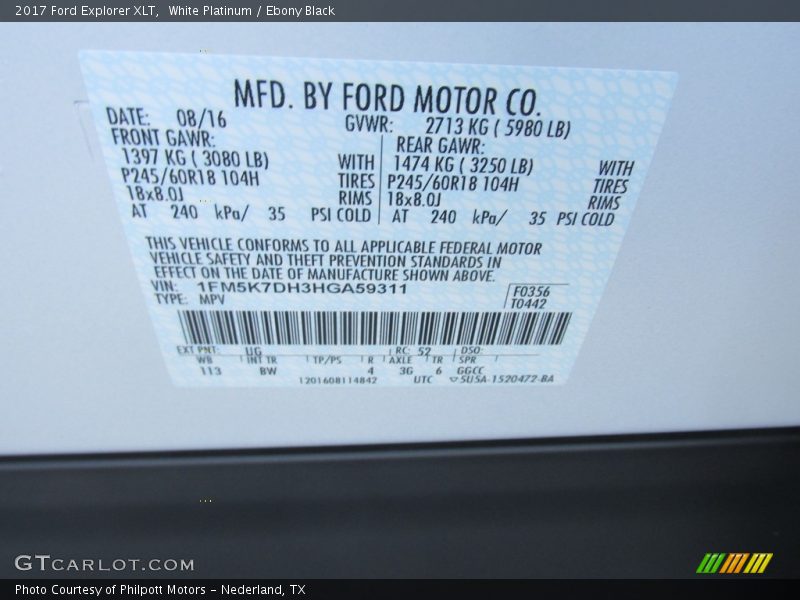 2017 Ford Explorer XLT,  White Platinum / Ebony Black
MFD. BY FORD MOTOR CO.
DATE: 08/16 GVWR: 2713 KG ( 5980 LB)
FRONT GAWR: REAR GAWR:
1397 KG ( 3080 LB) WITH 1474 KG ( 3250 LB) WITH
P245/60R18 104H TIRES P245/60R18 104H TIRES
18x8.0J RIMS 18x8.0J RIMS
AT 240 kPa/ 35 PSI COLD AT 240 kPa/ 35 PSI COLD
THIS VEHICLE CONFORMS TO ALL APPLICABLE FEDERAL MOTOR
VEHICLE SAFETY AND THEFT PREVENTION STANDARDS IN
EFFECT ON THE DATE OF MANUFACTURE SHOWN ABOVE.
VIN: 1FM5K7DH3HGA59311 F0356
TYPE: MPV T0442
EXT PNT: UG RC: 52 DSO:
WB INT TR TP/PS R AXLE TR SPR
113 BW 4 3G 6 GGCC
1201608114842 UTC SU5A-1520472-BA
GTCARLOT.COM
Photo Courtesy of Philpott Motors - Nederland, TX